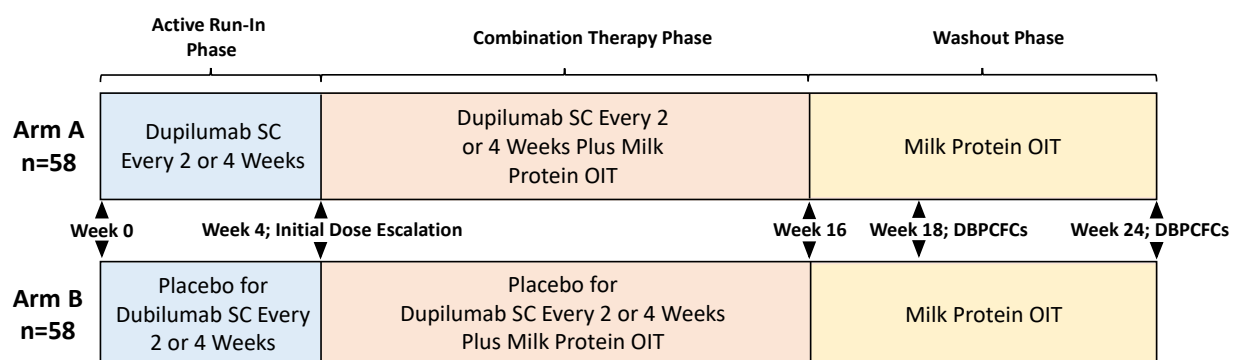 Active Run-In
Phase
Combination Therapy Phase
Washout Phase
Arm A
n=58
Dupilumab SC
Every 2 or 4 Weeks
Dupilumab SC Every 2
or 4 Weeks Plus Milk
Protein OIT
Milk Protein OIT
Week 0
Week 4; Initial Dose Escalation
Week 16
Week 18; DBPCFCs
Week 24; DBPCFCs
Arm B
n=58
Placebo for
Dubilumab SC Every
2 or 4 Weeks
Placebo for
Dupilumab SC Every 2 or 4 Weeks
Plus Milk Protein OIT
Milk Protein OIT